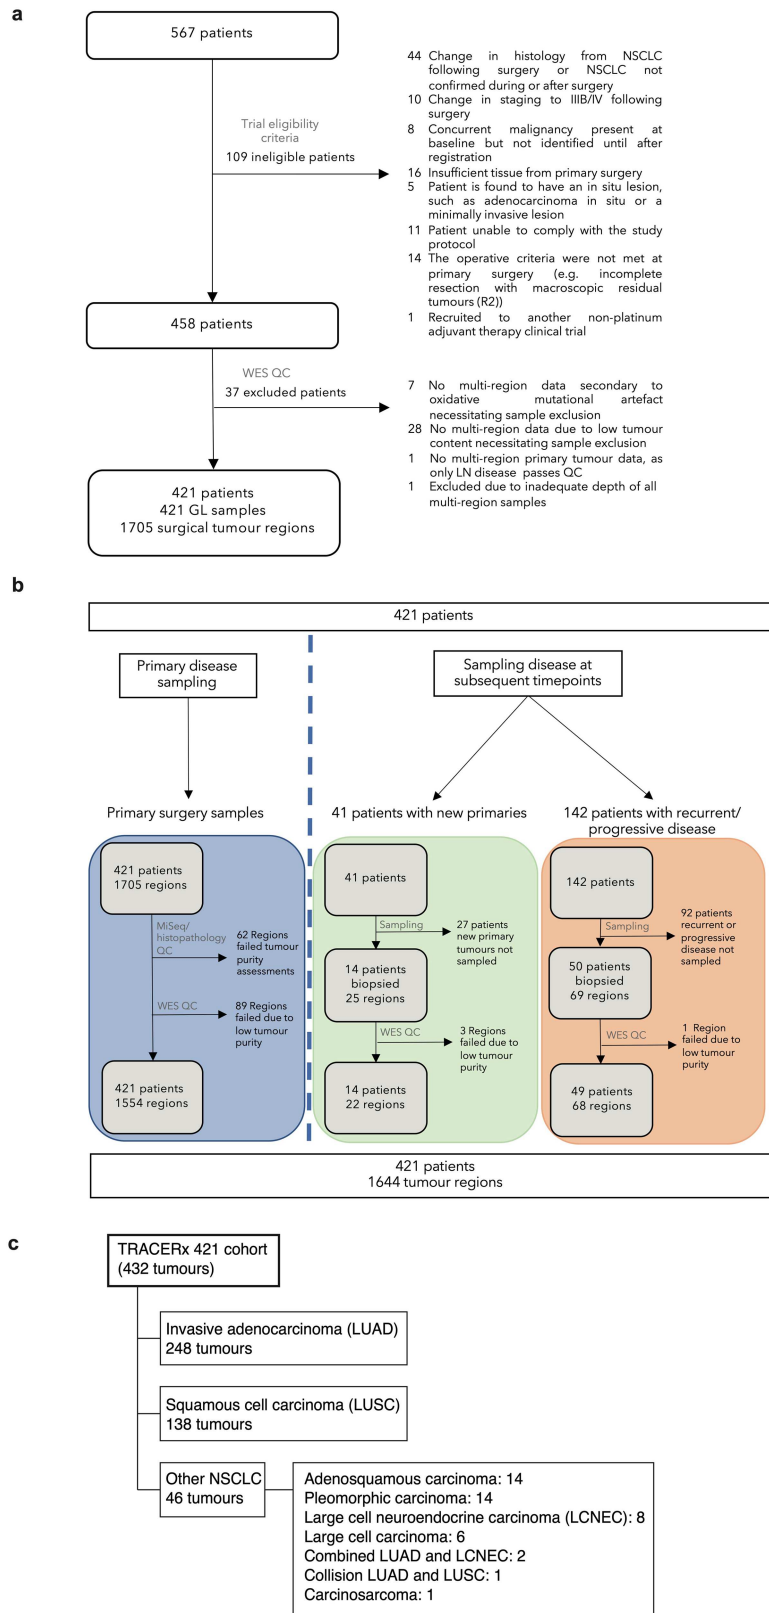 a
567 patients
Trial eligibility
criteria
109 ineligible patients
44 Change in histology from NSCLC
following surgery or NSCLC not
confirmed during or after surgery
10 Change in staging to IIIB/IV following
surgery
8 Concurrent malignancy present at
baseline but not identified until after
registration
16 Insufficient tissue from primary surgery
5 Patient is found to have an in situ lesion,
such as adenocarcinoma in situ or a
minimally invasive lesion
11 Patient unable to comply with the study
protocol
14 The operative criteria were not met at
primary surgery (e.g. incomplete
resection with macroscopic residual
tumours (R2))
1 Recruited to another non-platinum
adjuvant therapy clinical trial
458 patients
WES QC
37 excluded patients
7 No multi-region data secondary to
oxidative mutational artefact
necessitating sample exclusion
28 No multi-region data due to low tumour
content necessitating sample exclusion
1 No multi-region primary tumour data, as
only LN disease passes QC
1 Excluded due to inadequate depth of all
multi-region samples
421 patients
421 GL samples
1705 surgical tumour regions
b
421 patients
Primary disease
sampling
Sampling disease at
subsequent timepoints
Primary surgery samples
41 patients with new primaries
142 patients with recurrent/
progressive disease
421 patients
1705 regions
MiSeq/
histopathology
QC
62 Regions
failed tumour
purity
assessments
WES QC
89 Regions
failed due to
low tumour
purity
421 patients
1554 regions
41 patients
Sampling
27 patients
new primary
tumours not
sampled
14 patients
biopsied
25 regions
WES QC
3 Regions
failed due to
low tumour
purity
14 patients
22 regions
142 patients
Sampling
92 patients
recurrent or
progressive
disease not
sampled
50 patients
biopsied
69 regions
WES QC
1 Region
failed due to
low tumour
purity
49 patients
68 regions
421 patients
1644 tumour regions
c
TRACERx 421 cohort
(432 tumours)
Invasive adenocarcinoma (LUAD)
248 tumours
Squamous cell carcinoma (LUSC)
138 tumours
Other NSCLC
46 tumours
Adenosquamous carcinoma: 14
Pleomorphic carcinoma: 14
Large cell neuroendocrine carcinoma (LCNEC): 8
Large cell carcinoma: 6
Combined LUAD and LCNEC: 2
Collision LUAD and LUSC: 1
Carcinosarcoma: 1